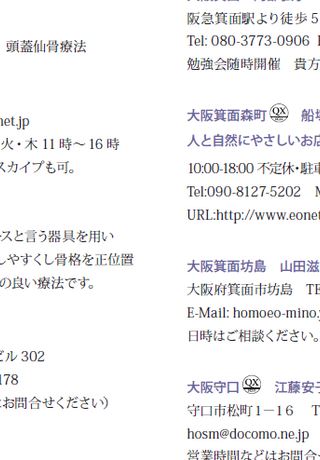 頭蓋仙骨療法
net.jp
火・木 11 時～ 16 時
スカイプも可。
ースと言う器具を用い
しやすくし骨格を正位置
の良い療法です。
ビル 302
178
はお問合せください）
阪急箕面駅より徒歩 5
Tel: 080-3773-0906
勉強会随時開催 貴方
大阪箕面森町 QX 船場
人と自然にやさしいお店
10:00-18:00 不定休・駐車
Tel:090-8127-5202 M
URL:http://www.eonet
大阪箕面坊島 山田滋
大阪府箕面市坊島 TE
E-Mail: homoeo-mino.y
日時はご相談ください。
大阪守口 QX 江藤安子
守口市松町１－１６ T
hosm@docomo.ne.jp
営業時間などはお問合せ